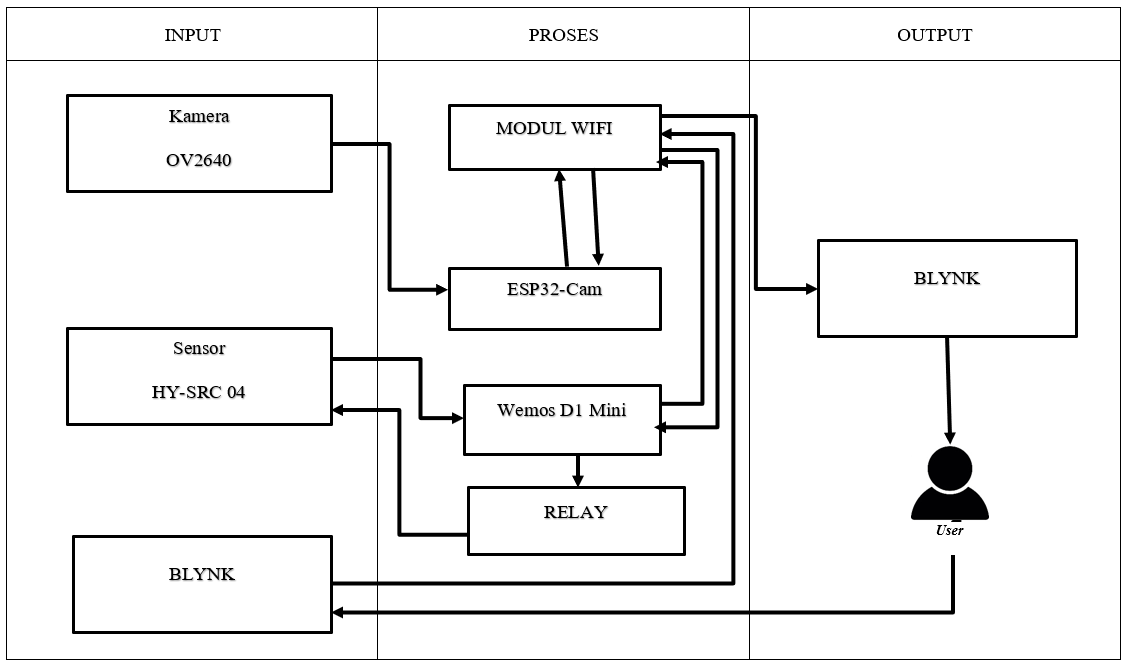 INPUT
PROSES
OUTPUT
Kamera
OV2640
MODUL WIFI
ESP32-Cam
BLYNK
Sensor
HY-SRC 04
Wemos D1 Mini
RELAY
User
BLYNK